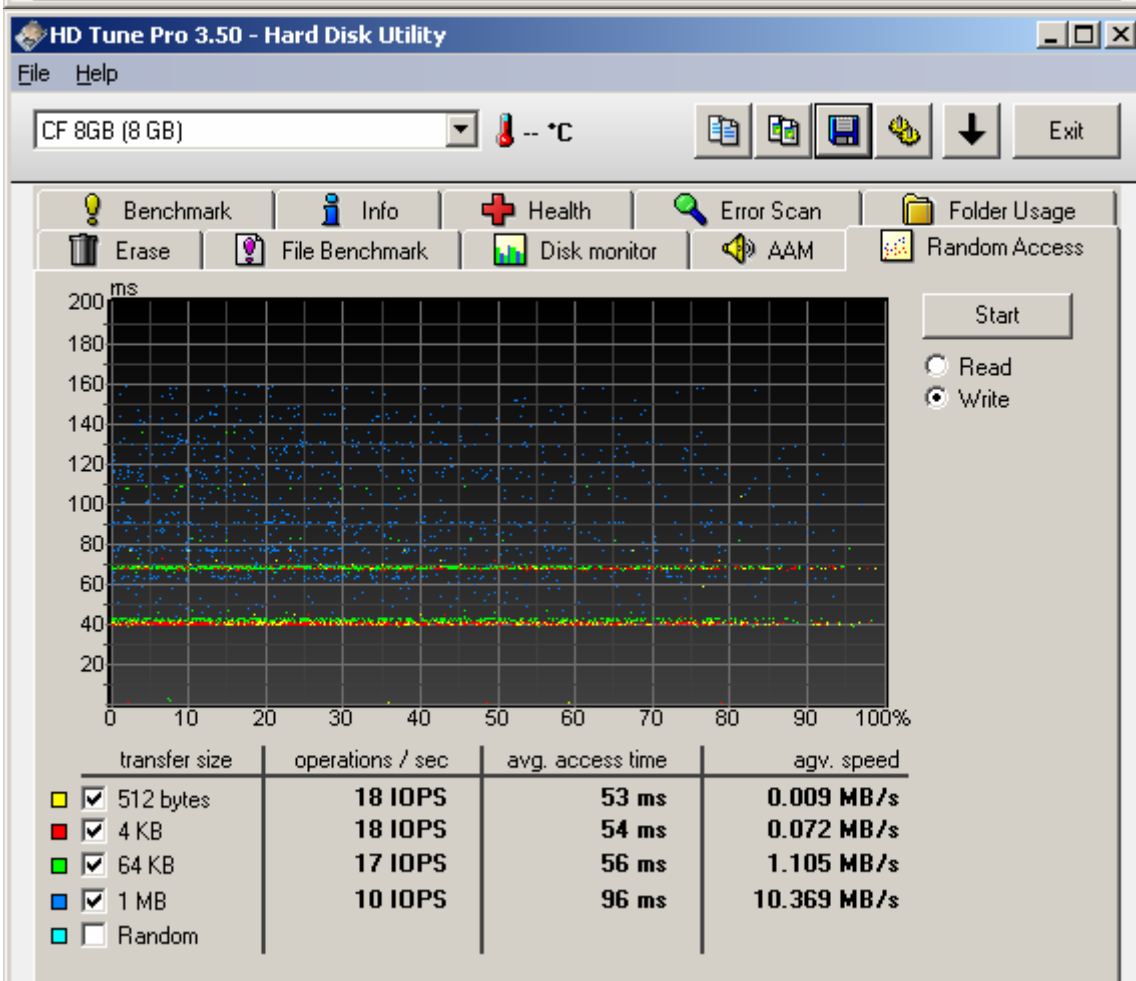 HD Tune Pro 3.50 - Hard Disk Utility
File Help
CF 8GB (8 GB) -- °C Exit
Benchmark Info Health Error Scan Folder Usage
Erase File Benchmark Disk monitor AAM Random Access
ms
200
180
160
140
120
100
80
60
40
20
0 10 20 30 40 50 60 70 80 90 100%
Start
Read
Write
transfer size operations / sec avg. access time agv. speed
512 bytes 18 IOPS 53 ms 0.009 MB/s
4 KB 18 IOPS 54 ms 0.072 MB/s
64 KB 17 IOPS 56 ms 1.105 MB/s
1 MB 10 IOPS 96 ms 10.369 MB/s
Random